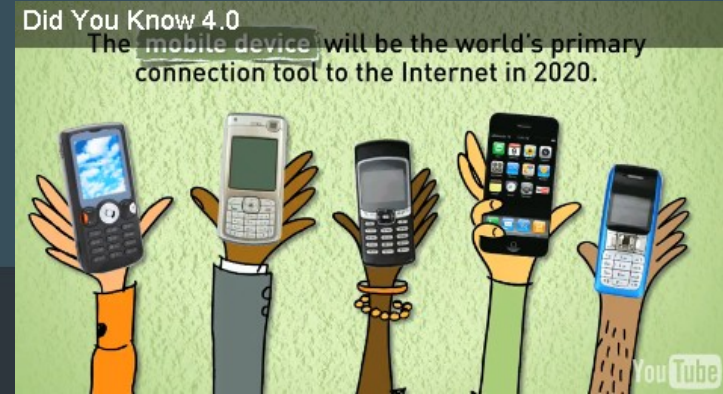 Did You Know 4.0
The mobile device will be the world's primary
connection tool to the Internet in 2020.
YouTube